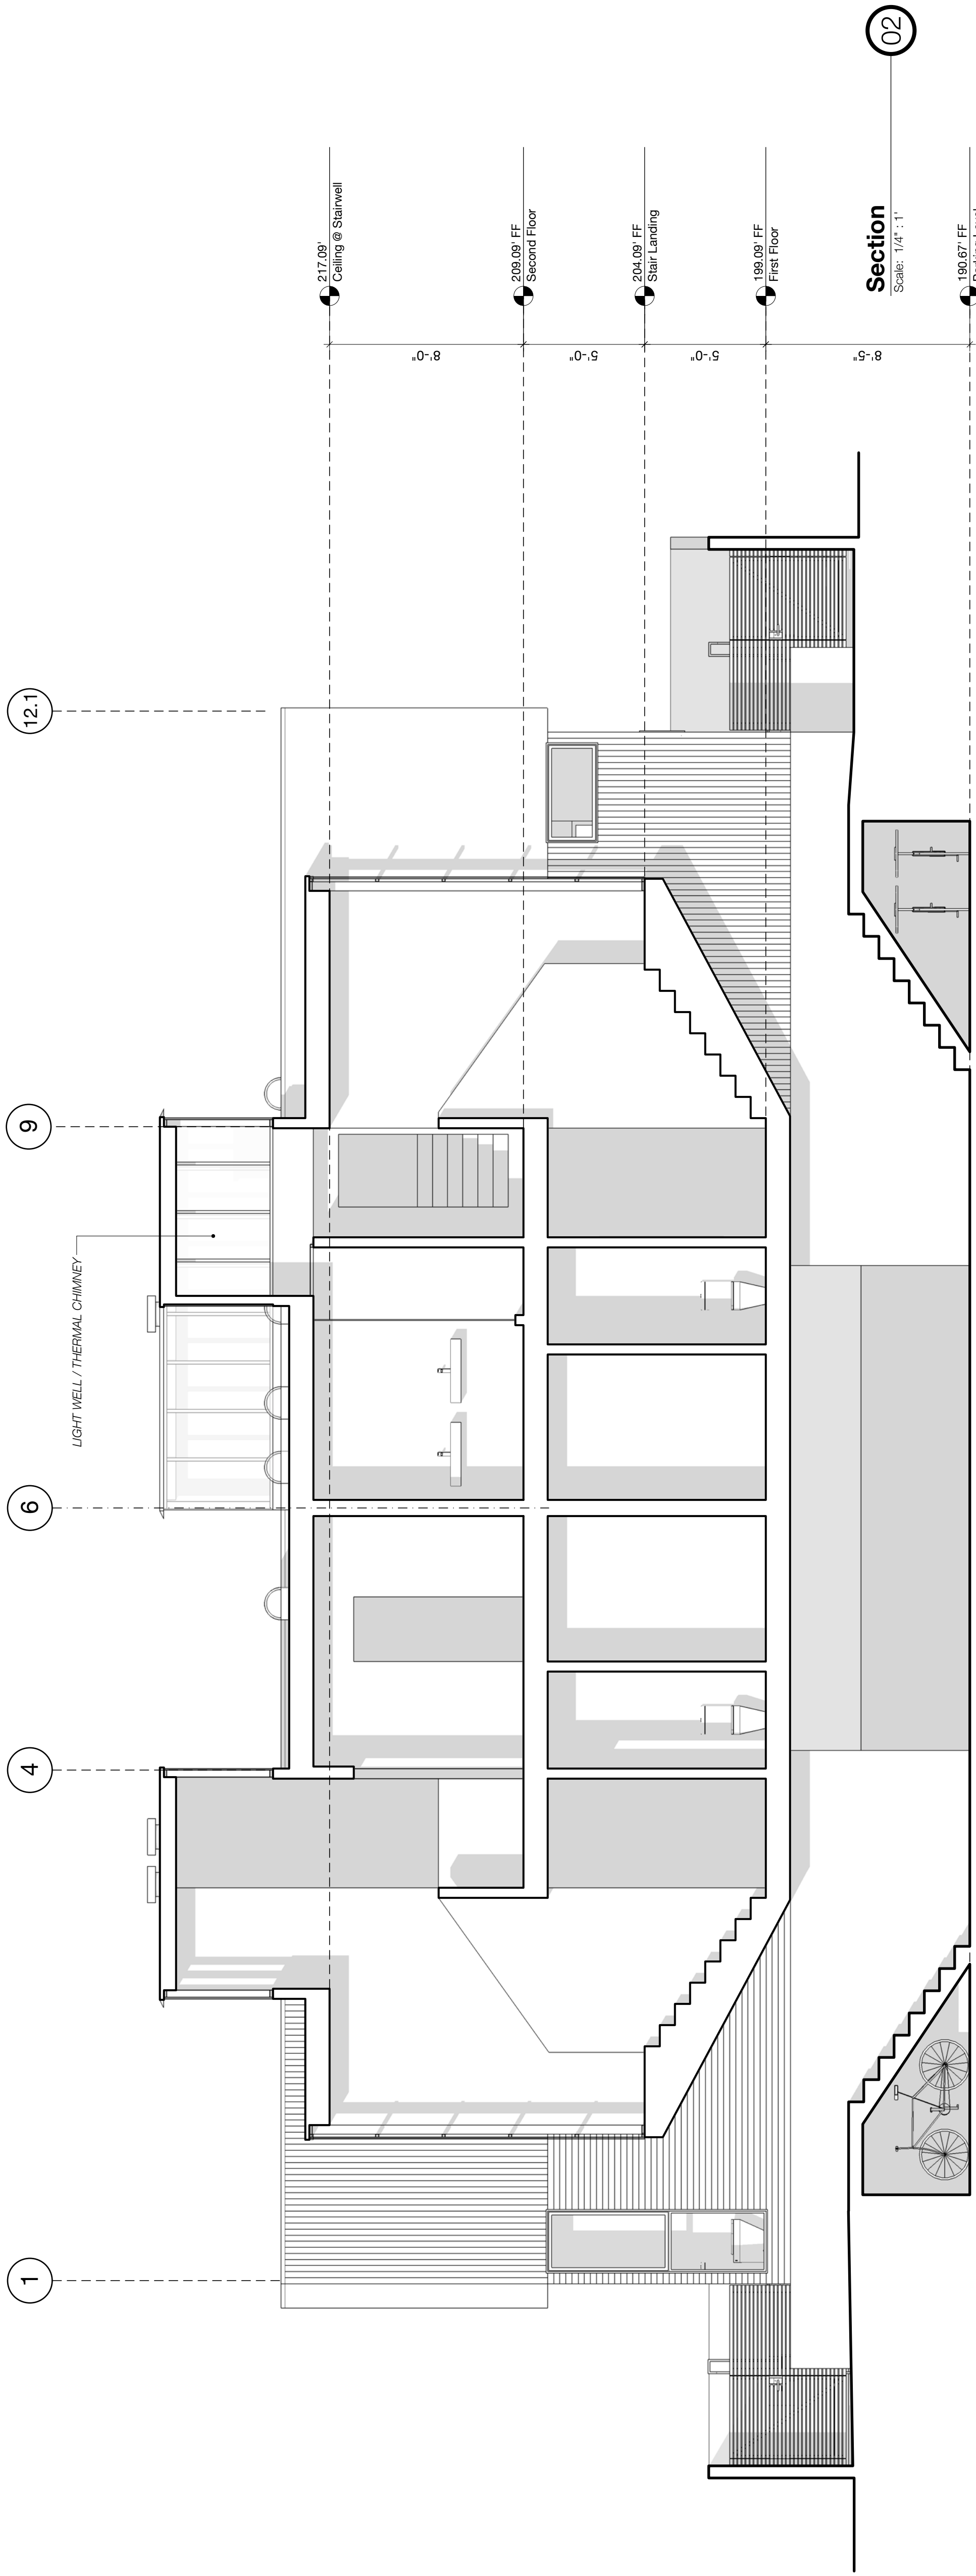 1
4
6
9
12.1
LIGHT WELL / THERMAL CHIMNEY
217.09'
Ceiling @ Stairwell
8'-0"
209.09' FF
Second Floor
5'-0"
204.09' FF
Stair Landing
5'-0"
199.09' FF
First Floor
8'-5"
190.67' FF
Section
Scale: 1/4" : 1'
02